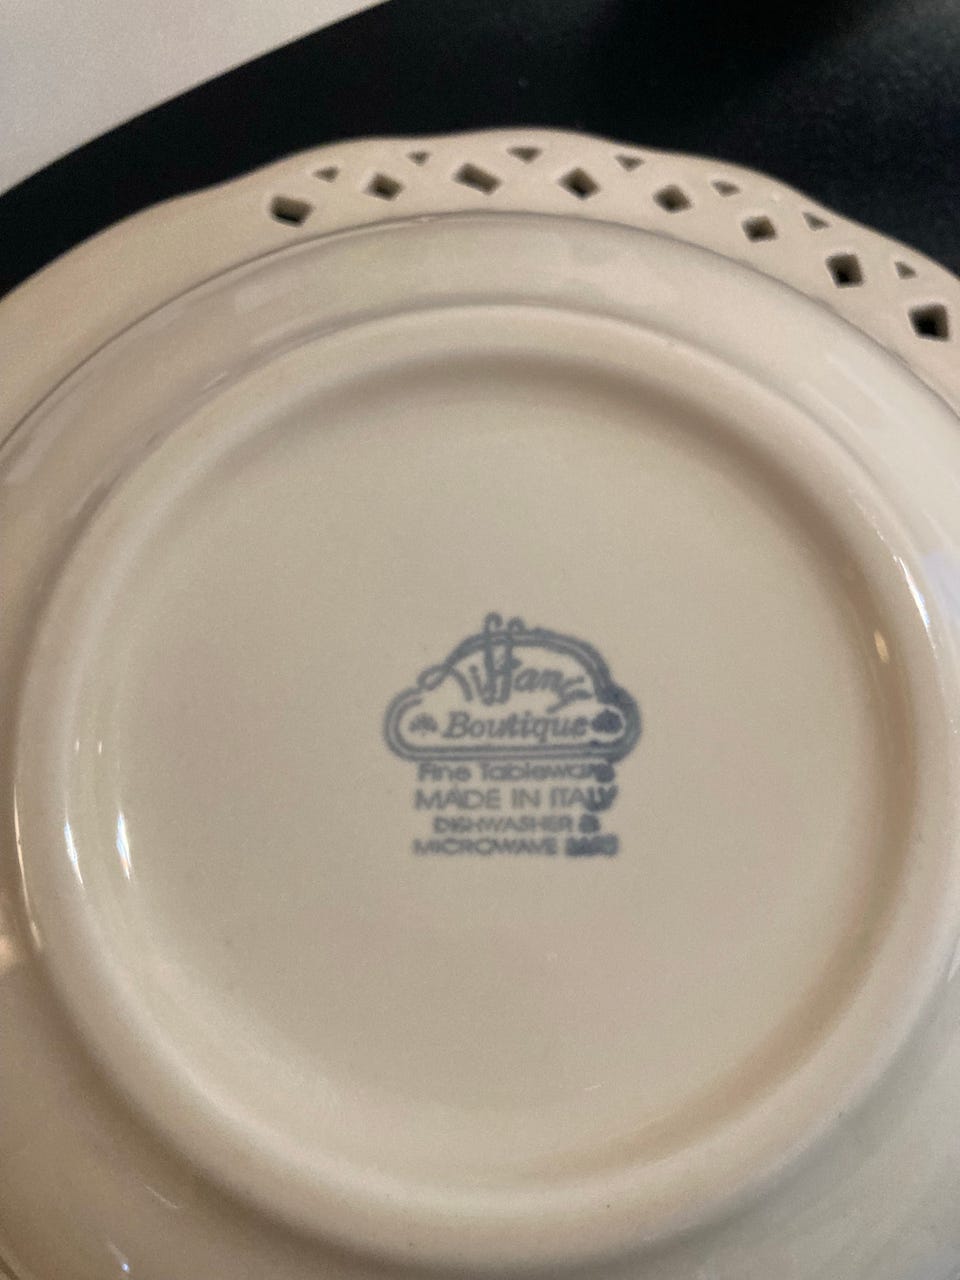 Tiffany
Boutique
Fine Tableware
MADE IN ITALY
DISHWASHER &
MICROWAVE SAFE